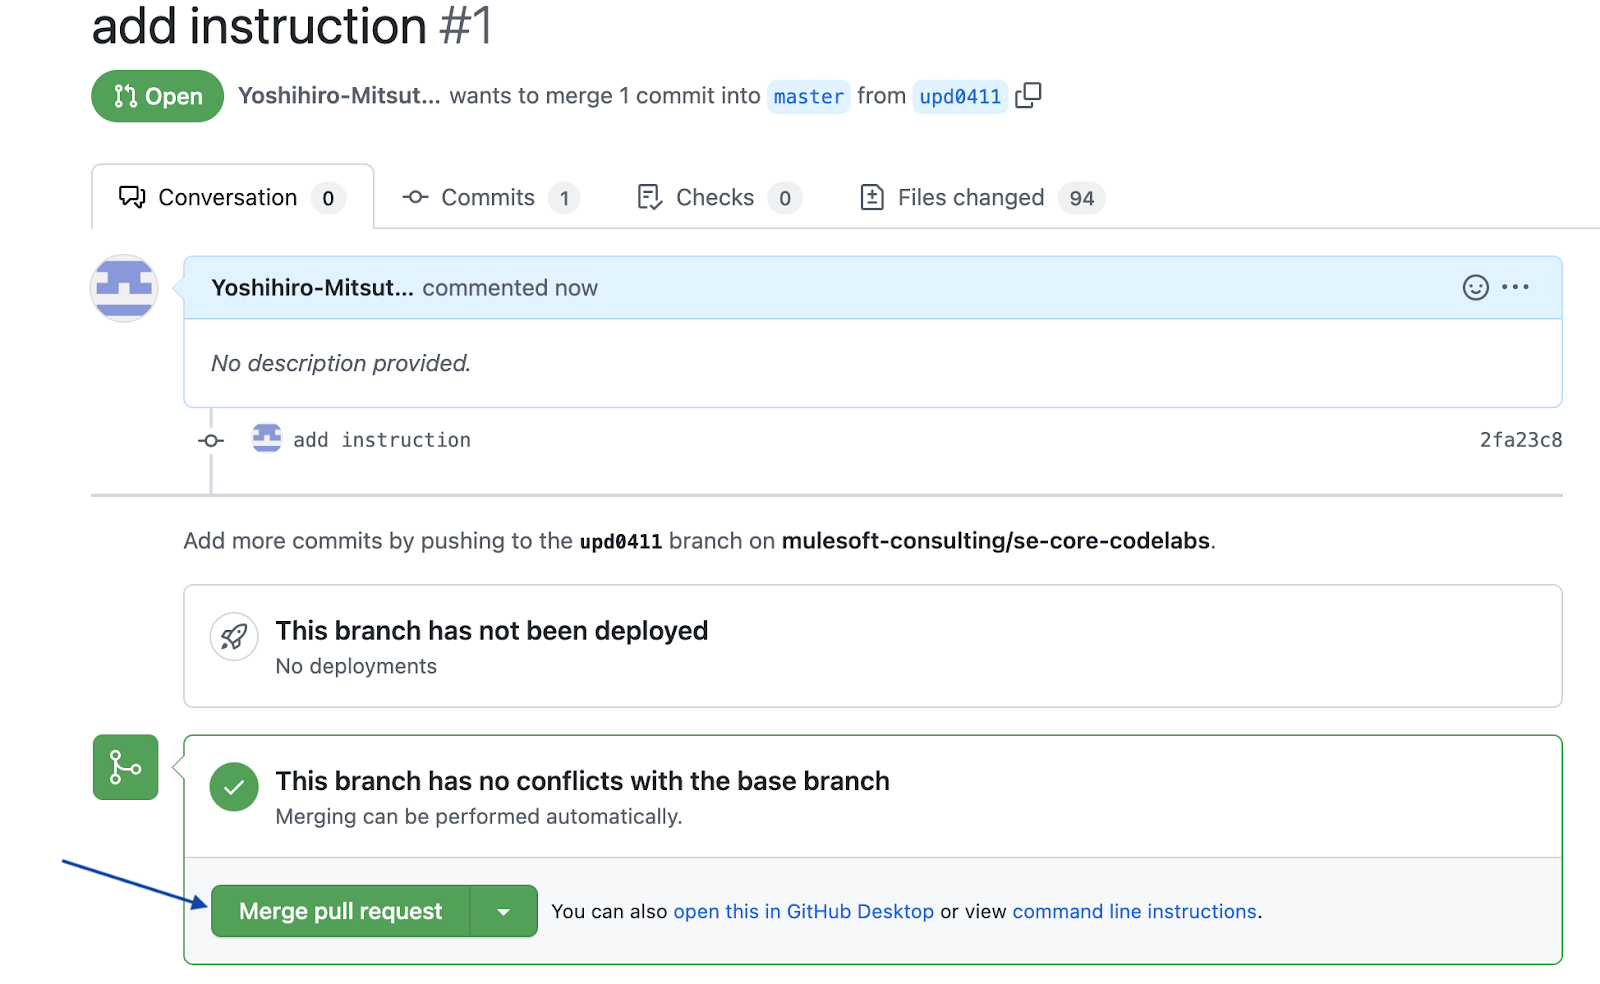 add instruction #1
Open Yoshihiro-Mitsut... wants to merge 1 commit into master from upd0411
Conversation 0 Commits 1 Checks 0 Files changed 94
Yoshihiro-Mitsut... commented now
No description provided.
add instruction 2fa23c8
Add more commits by pushing to the upd0411 branch on mulesoft-consulting/se-core-codelabs.
This branch has not been deployed
No deployments
This branch has no conflicts with the base branch
Merging can be performed automatically.
Merge pull request You can also open this in GitHub Desktop or view command line instructions.